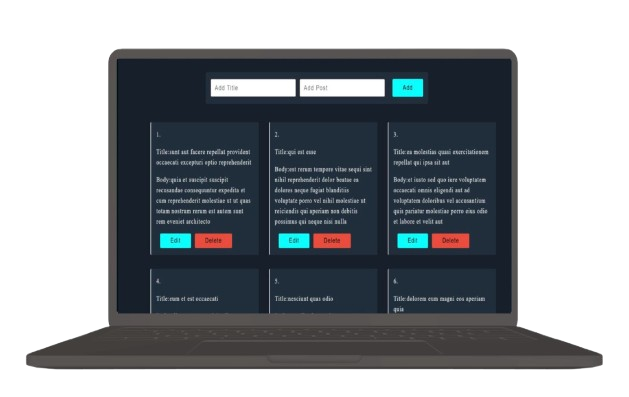 Add Title
Add Post
Add
1.
Title:sunt aut facere repellat provident
occaecati excepturi optio reprehenderit
Body:quia et suscipit suscipit
recusandae consequuntur expedita et
cum reprehenderit molestiae ut ut quas
totam nostrum rerum est autem sunt
rem eveniet architecto
Edit
Delete
2.
Title:qui est esse
Body:est rerum tempore vitae sequi sint
nihil reprehenderit dolor beatae ea
dolores neque fugiat blanditiis
voluptate porro vel nihil molestiae ut
reiciendis qui aperiam non debitis
possimus qui neque nisi nulla
Edit
Delete
3.
Title:ea molestias quasi exercitationem
repellat qui ipsa sit aut
Body:et iusto sed quo iure voluptatem
occaecati omnis eligendi aut ad
voluptatem doloribus vel accusantium
quis pariatur molestiae porro eius odio
et labore et velit aut
Edit
Delete
4.
Title:eum et est occaecati
5.
Title:nesciunt quas odio
6.
Title:dolorem eum magni eos aperiam
quia